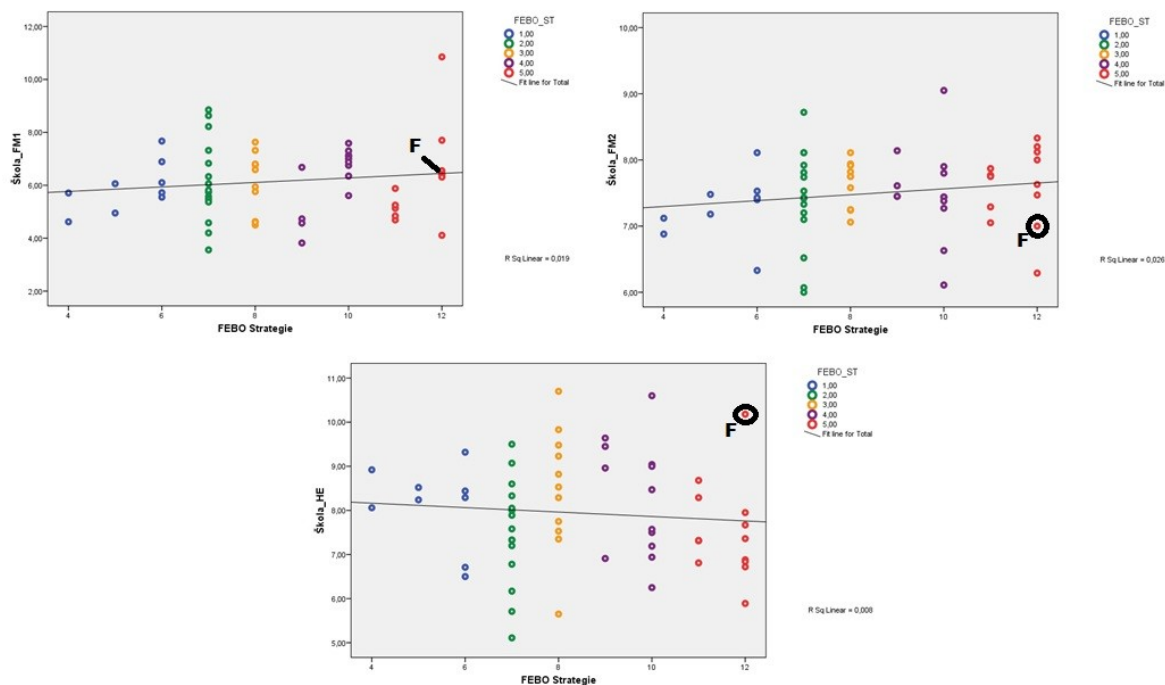 12,00
10,00
8,00
6,00
4,00
2,00
Škola_FM1
4
6
8
10
12
FEBO Strategie
F
FEBO_ST
1,00
2,00
3,00
4,00
5,00
Fit line for Total
R Sq Linear = 0,019
10,00
9,00
8,00
7,00
6,00
Škola_FM2
4
6
8
10
12
FEBO Strategie
F
FEBO_ST
1,00
2,00
3,00
4,00
5,00
Fit line for Total
R Sq Linear = 0,026
11,00
10,00
9,00
8,00
7,00
6,00
5,00
Škola_HE
4
6
8
10
12
FEBO Strategie
F
FEBO_ST
1,00
2,00
3,00
4,00
5,00
Fit line for Total
R Sq Linear = 0,008